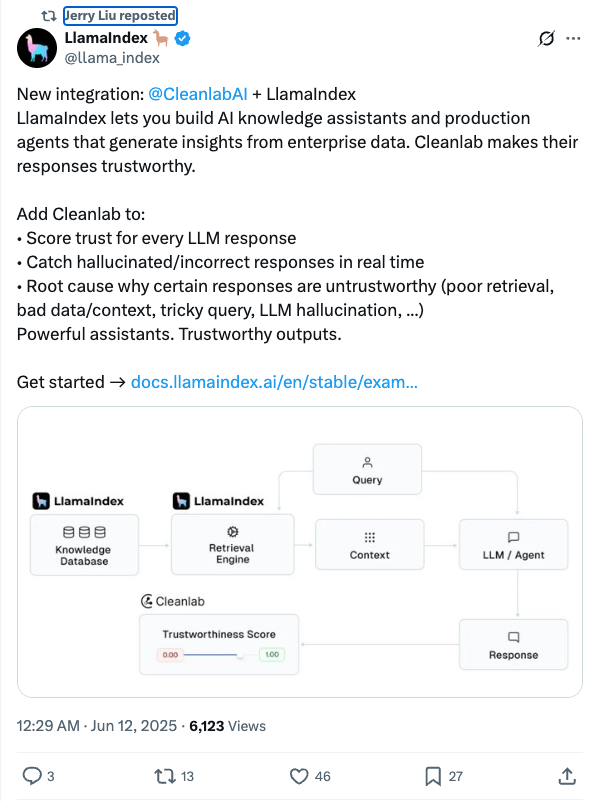 Jerry Liu reposted
LlamaIndex 🦙
@llama_index
New integration: @CleanlabAI + LlamaIndex
LlamaIndex lets you build AI knowledge assistants and production
agents that generate insights from enterprise data. Cleanlab makes their
responses trustworthy.
Add Cleanlab to:
• Score trust for every LLM response
• Catch hallucinated/incorrect responses in real time
• Root cause why certain responses are untrustworthy (poor retrieval,
bad data/context, tricky query, LLM hallucination, ...)
Powerful assistants. Trustworthy outputs.
Get started → docs.llamaindex.ai/en/stable/exam...
Query
LlamaIndex
LlamaIndex
Knowledge
Database
Retrieval
Engine
Context
LLM / Agent
Cleanlab
Trustworthiness Score
0.00
1.00
Response
12:29 AM · Jun 12, 2025 · 6,123 Views
3
13
46
27